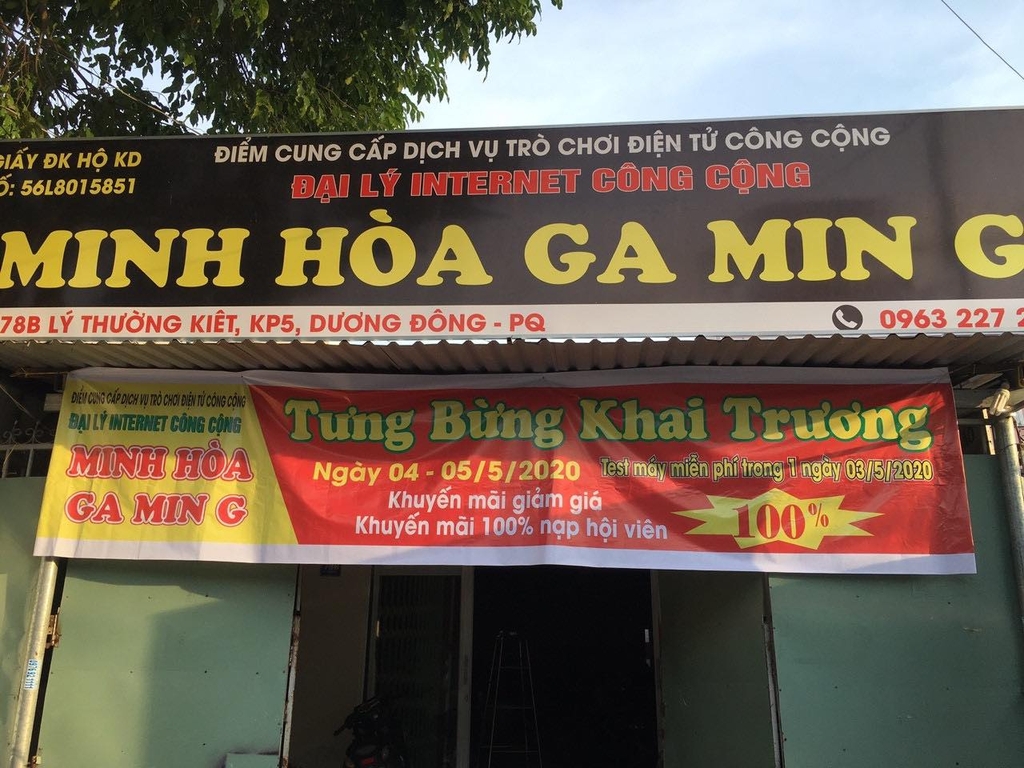 GIẤY ĐK HỘ KD
SỐ: 56L8015851
ĐIỂM CUNG CẤP DỊCH VỤ TRÒ CHƠI ĐIỆN TỬ CÔNG CỘNG
ĐẠI LÝ INTERNET CÔNG CỘNG
MINH HÒA GA MIN G
78B LÝ THƯỜNG KIÊT, KP5, DƯƠNG ĐÔNG - PQ
0963 227 2
ĐIỂM CUNG CẤP DỊCH VỤ TRÒ CHƠI ĐIỆN TỬ CÔNG CỘNG
ĐẠI LÝ INTERNET CÔNG CỘNG
MINH HÒA
GA MIN G
Tưng Bừng Khai Trương
Ngày 04 - 05/5/2020
Test máy miễn phí trong 1 ngày 03/5/2020
Khuyến mãi giảm giá
Khuyến mãi 100% nạp hội viên
100%